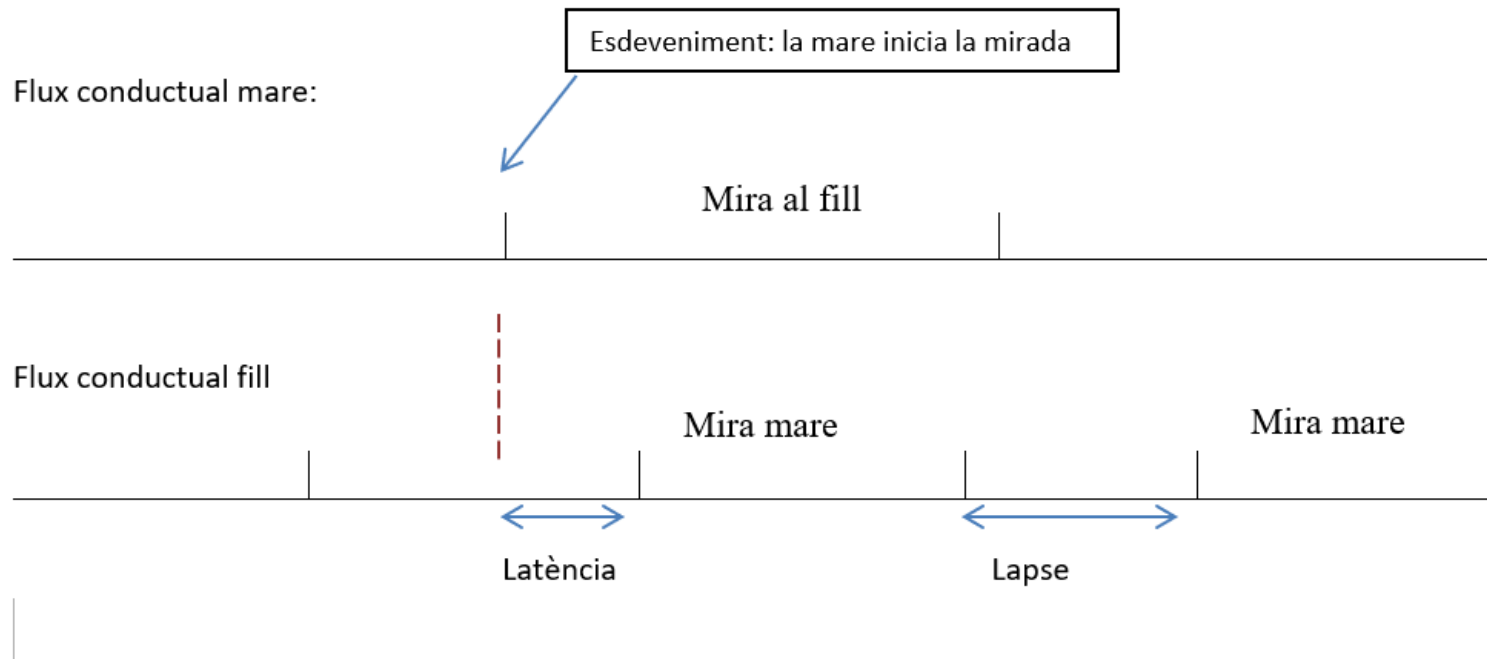 Esdeveniment: la mare inicia la mirada
Flux conductual mare:
Mira al fill
Flux conductual fill
Mira mare
Mira mare
Latència
Lapse